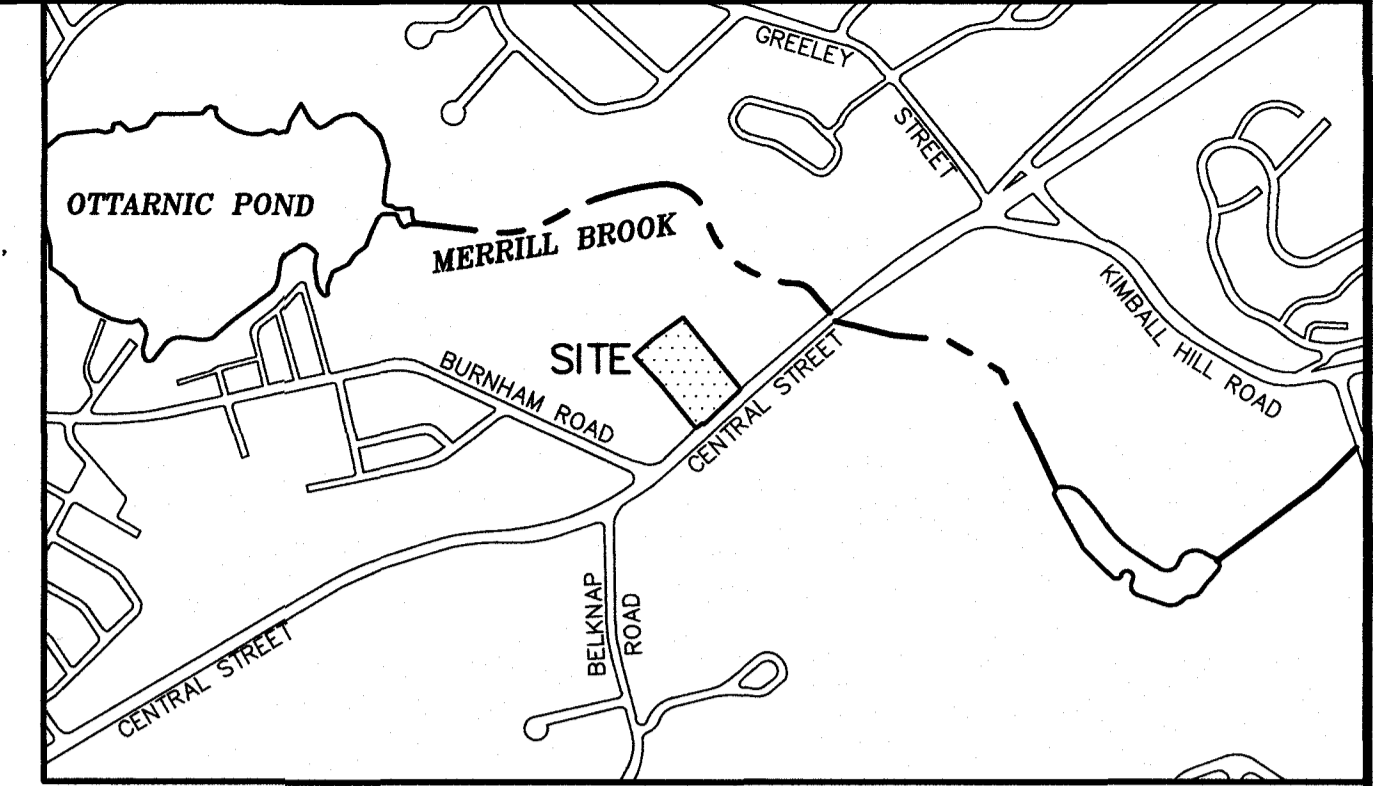 GREELEY
STREET
OTTARNIC POND
MERRILL BROOK
KIMBALL HILL ROAD
SITE
BURNHAM ROAD
CENTRAL STREET
BELKNAP
ROAD
CENTRAL STREET